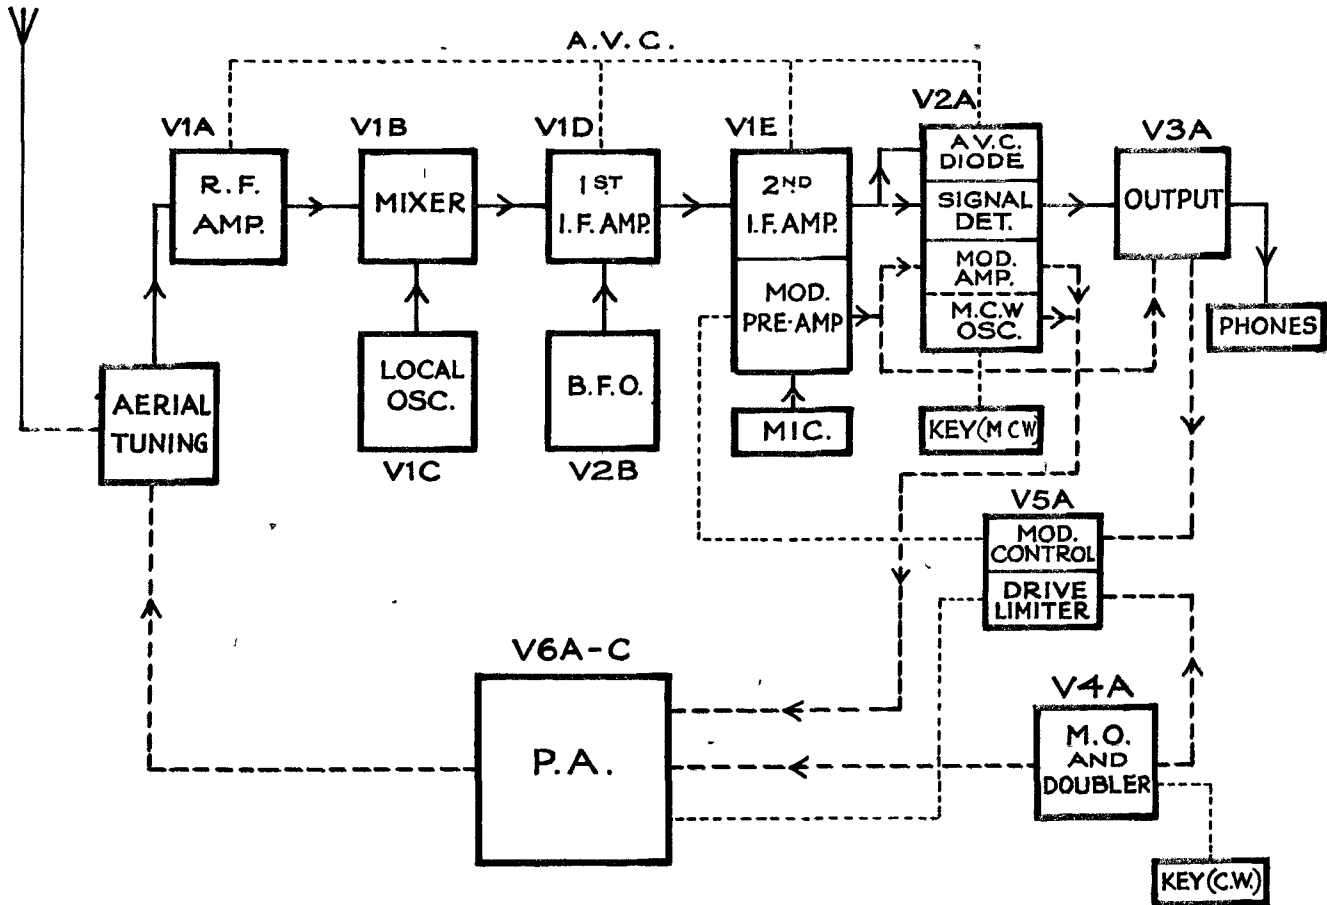 A.V.C.
V1A
V1B
V1D
V1E
V2A
V3A
R.F.
AMP.
MIXER
1ST
I.F. AMP.
2ND
I.F. AMP.
MOD.
PRE-AMP
A.V.C.
DIODE
SIGNAL
DET.
MOD.
AMP.
M.C.W
OSC.
OUTPUT
PHONES
AERIAL
TUNING
LOCAL
OSC.
V1C
B.F.O.
V2B
MIC.
KEY(MCW)
V5A
MOD.
CONTROL
DRIVE
LIMITER
V6A-C
P.A.
V4A
M.O.
AND
DOUBLER
KEY(C.W.)